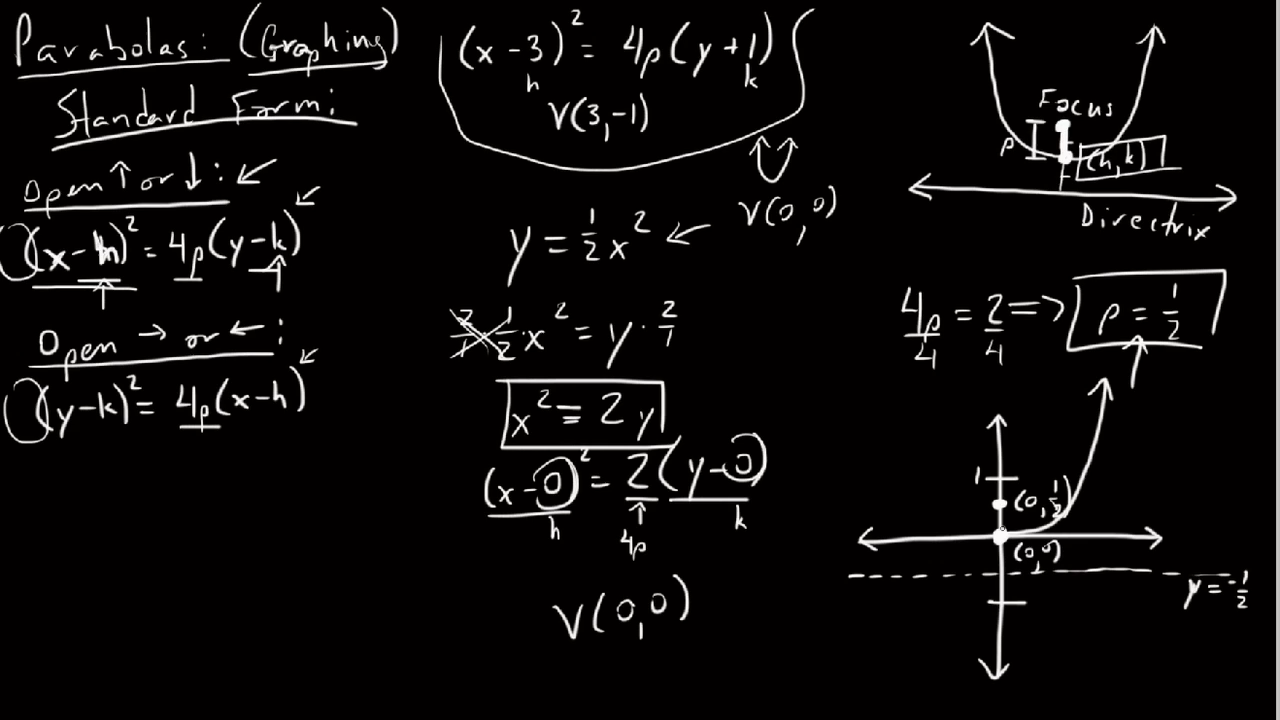 Parabolas: (Graphing)
Standard Form:
Open ↑ or ↓:
(x-h)² = 4p(y-k)
Open → or ←:
(y-k)² = 4p(x-h)
(x-3)² = 4p(y+1)
h k
V(3,-1)
V(0,0)
y = 1/2 x²
2/1 · 1/2 · x² = y · 2/1
x² = 2y
(x-0)² = 2(y-0)
h 4p k
V(0,0)
Focus
p
(h,k)
Directrix
4p/4 = 2/4 => p = 1/2
1
(0,1/2)
(0,0)
y = -1/2